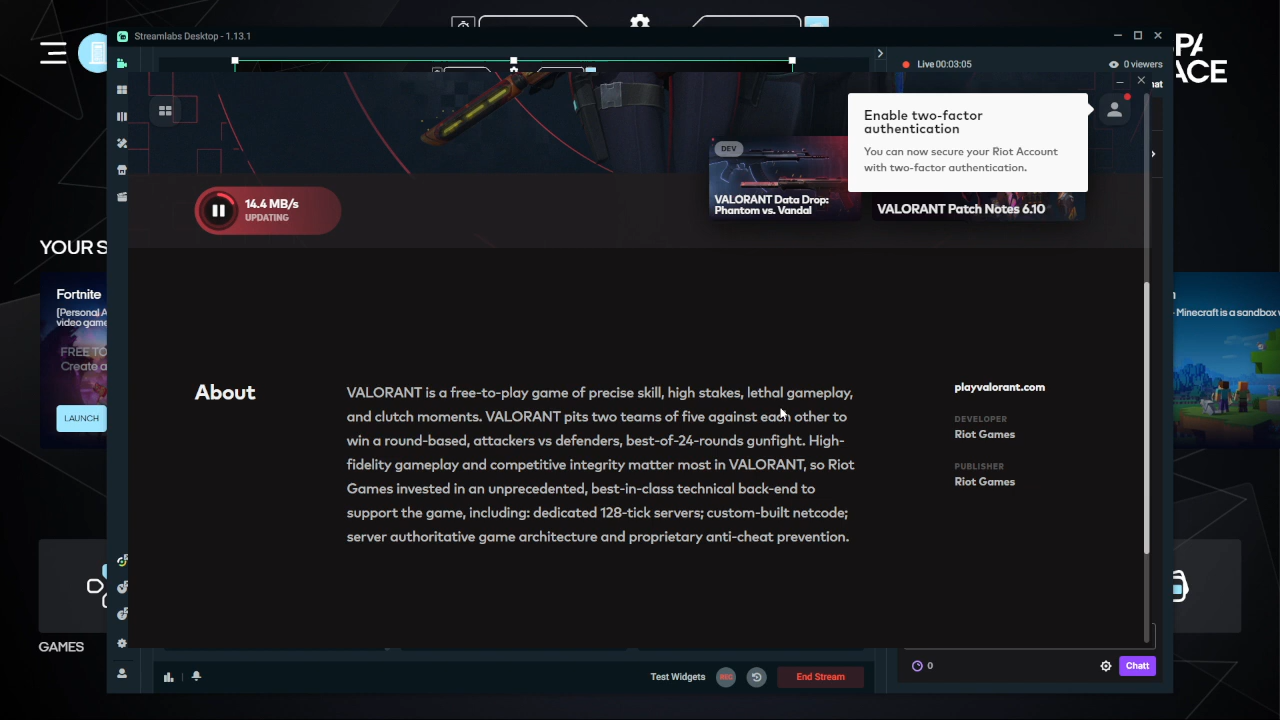 Streamlabs Desktop - 1.13.1
Live 00:03:05
0 viewers
Enable two-factor
authentication
You can now secure your Riot Account
with two-factor authentication.
DEV
VALORANT Data Drop:
Phantom vs. Vandal
VALORANT Patch Notes 6.10
14.4 MB/s
UPDATING
YOUR S
Fortnite
[Personal A
video game
FREE TO
Create a
LAUNCH
Minecraft is a sandbox v
About
VALORANT is a free-to-play game of precise skill, high stakes, lethal gameplay,
and clutch moments. VALORANT pits two teams of five against each other to
win a round-based, attackers vs defenders, best-of-24-rounds gunfight. High-
fidelity gameplay and competitive integrity matter most in VALORANT, so Riot
Games invested in an unprecedented, best-in-class technical back-end to
support the game, including: dedicated 128-tick servers; custom-built netcode;
server authoritative game architecture and proprietary anti-cheat prevention.
playvalorant.com
DEVELOPER
Riot Games
PUBLISHER
Riot Games
GAMES
Test Widgets
REC
End Stream
0
Chatt